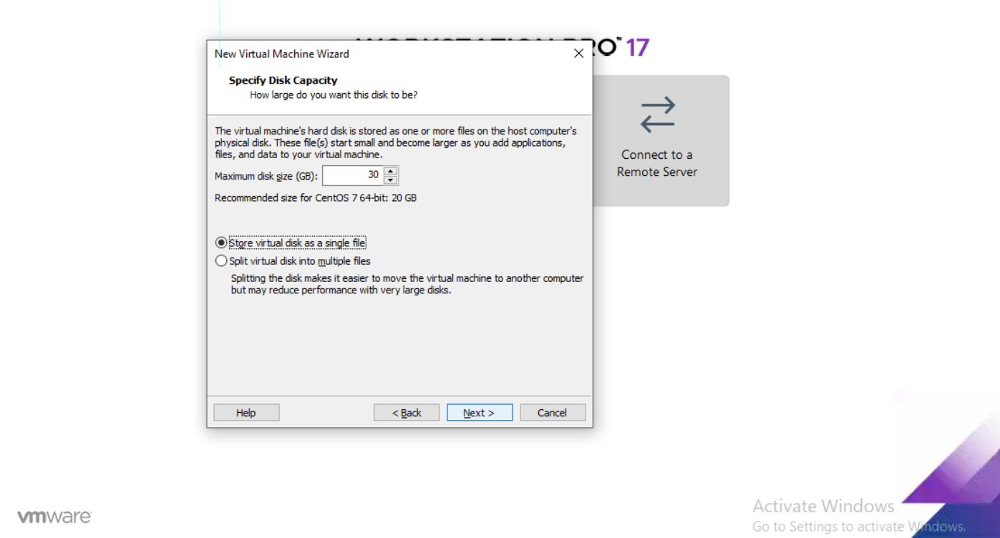 WORKSTATION PRO™ 17
New Virtual Machine Wizard
Specify Disk Capacity
How large do you want this disk to be?
The virtual machine's hard disk is stored as one or more files on the host computer's
physical disk. These file(s) start small and become larger as you add applications,
files, and data to your virtual machine.
Maximum disk size (GB): 30
Recommended size for CentOS 7 64-bit: 20 GB
Store virtual disk as a single file
Split virtual disk into multiple files
Splitting the disk makes it easier to move the virtual machine to another computer
but may reduce performance with very large disks.
Help
< Back
Next >
Cancel
Connect to a
Remote Server
vmware
Activate Windows
Go to Settings to activate Windows.